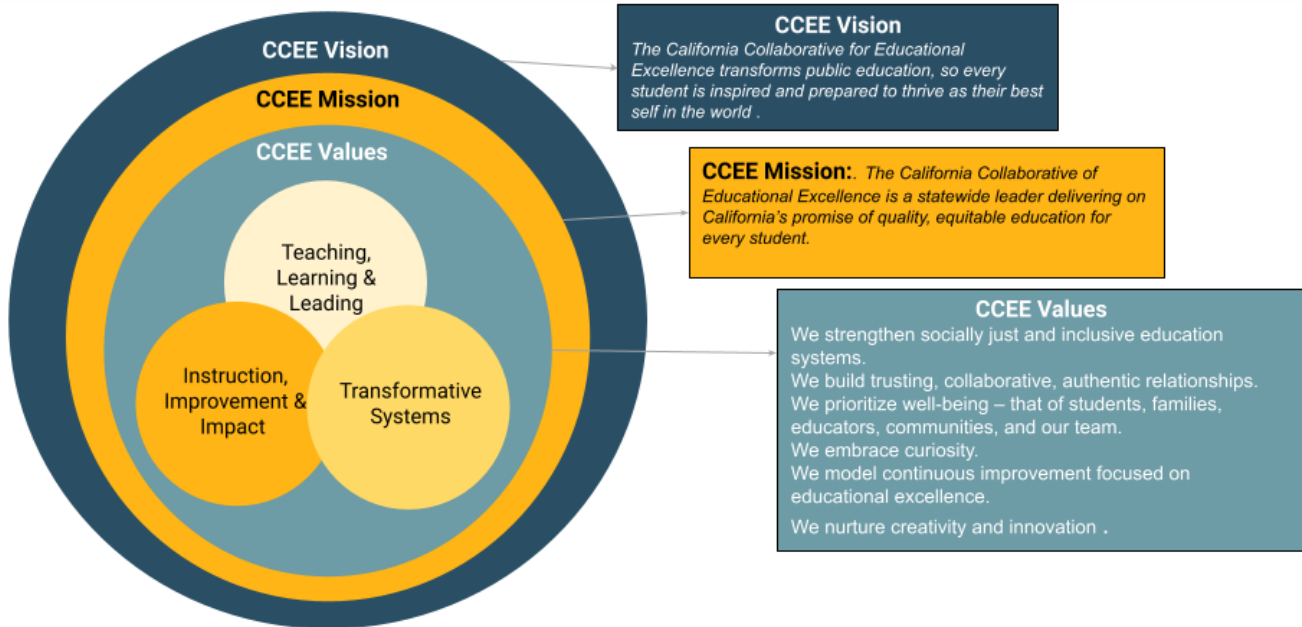 CCEE Vision
CCEE Mission
CCEE Values
Teaching,
Learning &
Leading
Instruction,
Improvement &
Impact
Transformative
Systems
CCEE Vision
The California Collaborative for Educational
Excellence transforms public education, so every
student is inspired and prepared to thrive as their best
self in the world .
CCEE Mission:. The California Collaborative of
Educational Excellence is a statewide leader delivering on
California's promise of quality, equitable education for
every student.
CCEE Values
We strengthen socially just and inclusive education
systems.
We build trusting, collaborative, authentic relationships.
We prioritize well-being – that of students, families,
educators, communities, and our team.
We embrace curiosity.
We model continuous improvement focused on
educational excellence.
We nurture creativity and innovation .